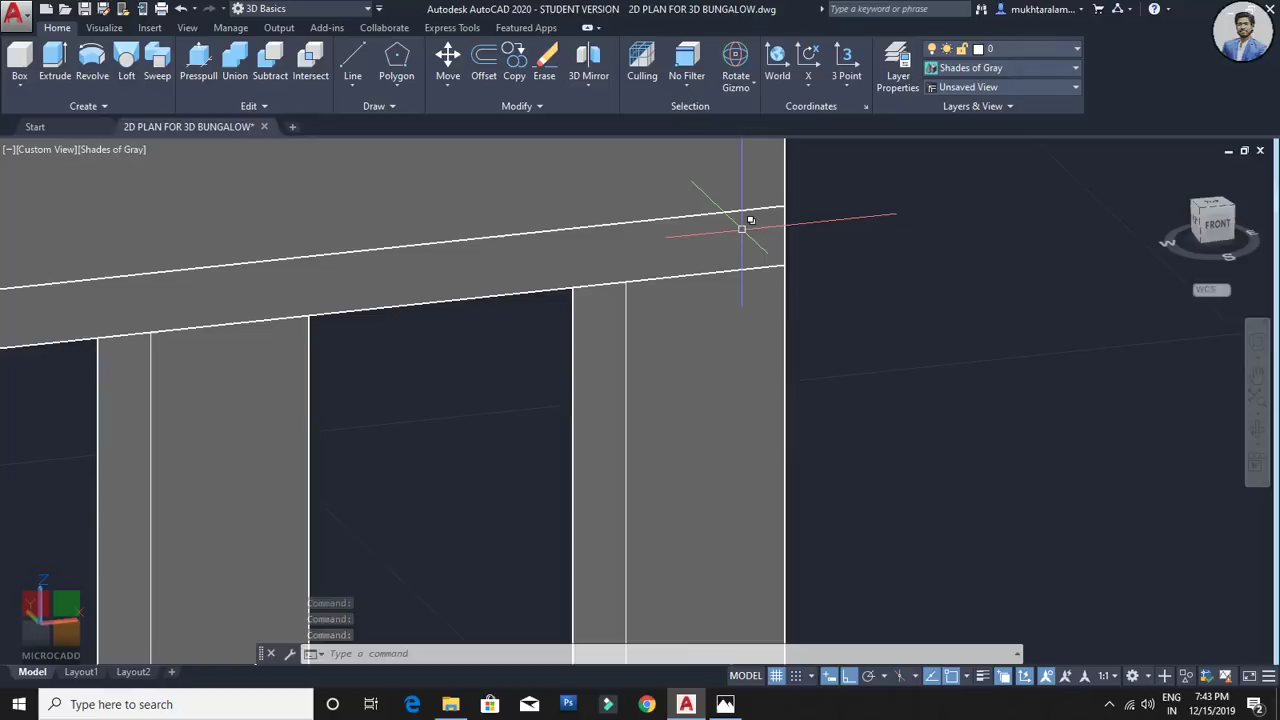 3D Basics
Autodesk AutoCAD 2020 - STUDENT VERSION 2D PLAN FOR 3D BUNGALOW.dwg
Type a keyword or phrase
mukhtaralam...
Home Visualize Insert View Manage Output Add-ins Collaborate Express Tools Featured Apps
Box Extrude Revolve Loft Sweep Presspull Union Subtract Intersect Line Polygon Move Offset Copy Erase 3D Mirror Culling No Filter Rotate Gizmo World X 3 Point Layer Properties
0
Shades of Gray
Unsaved View
Create Edit Draw Modify Selection Coordinates Layers & View
Start 2D PLAN FOR 3D BUNGALOW*
[−][Custom View][Shades of Gray]
FRONT
W S E
WCS
Z
Y X
MICROCADD
Command:
Command:
Command:
Type a command
Model Layout1 Layout2
MODEL 1:1
Type here to search
ENG 7:43 PM
IN 12/15/2019
2